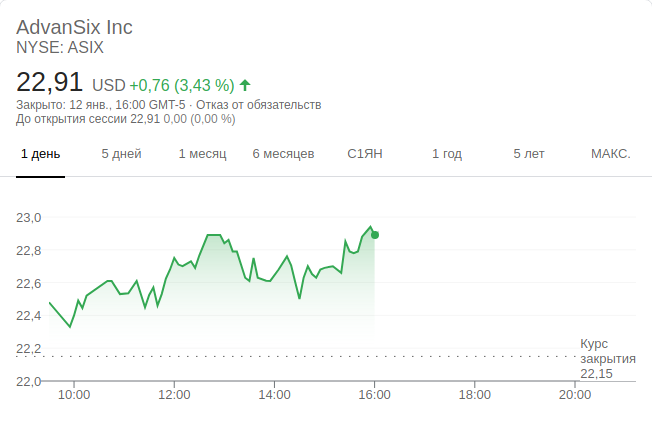 AdvanSix Inc
NYSE: ASIX
22,91 USD +0,76 (3,43 %)
Закрыто: 12 янв., 16:00 GMT-5 · Отказ от обязательств
До открытия сессии 22,91 0,00 (0,00 %)
1 день 5 дней 1 месяц 6 месяцев С1ЯН 1 год 5 лет МАКС.
23,0
22,8
22,6
22,4
22,2
Курс
закрытия
22,15
22,0
10:00 12:00 14:00 16:00 18:00 20:00